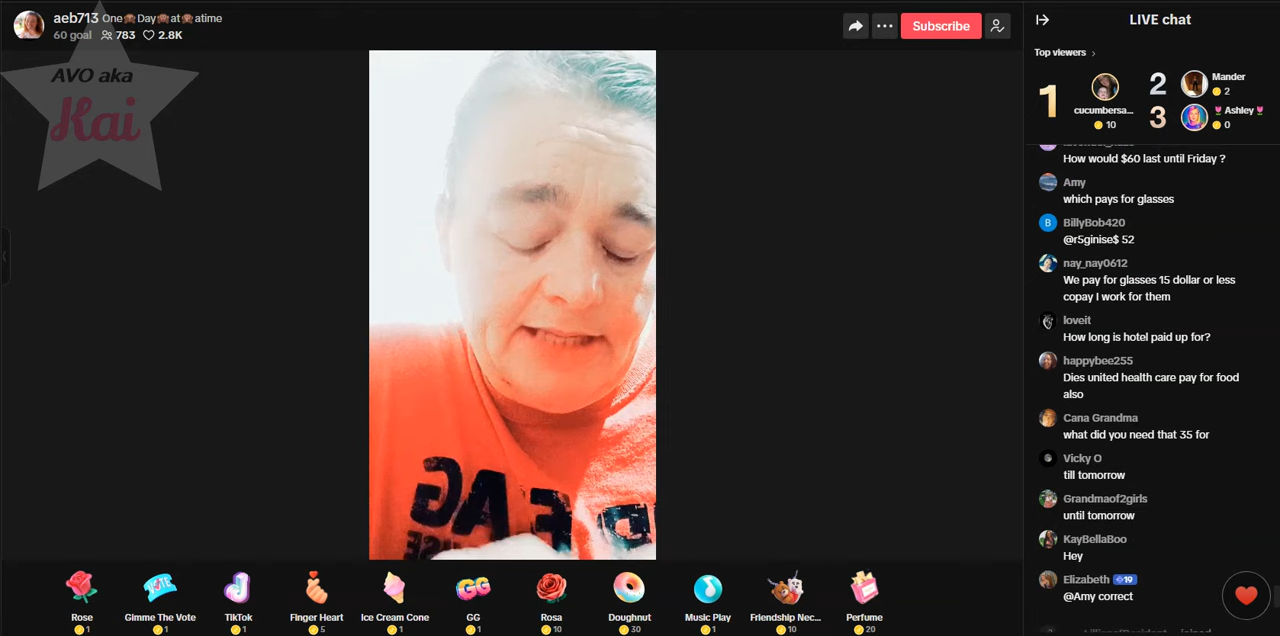 aeb713 One🙈Day🙈at🙈atime
60 goal 783 2.8K
Subscribe
LIVE chat
AVO aka
Kai
Top viewers
1
cucumbersa...
10
2
Mander
2
3
🌷Ashley🌷
0
How would $60 last until Friday ?
Amy
which pays for glasses
B
BillyBob420
@r5ginise$ 52
nay_nay0612
We pay for glasses 15 dollar or less
copay I work for them
loveit
How long is hotel paid up for?
happybee255
Dies united health care pay for food
also
Cana Grandma
what did you need that 35 for
Vicky O
till tomorrow
Grandmaof2girls
until tomorrow
KayBellaBoo
Hey
Elizabeth 19
@Amy correct
joined
VOTE
GG
Rose
1
Gimme The Vote
1
TikTok
1
Finger Heart
5
Ice Cream Cone
1
GG
1
Rosa
10
Doughnut
30
Music Play
1
Friendship Nec...
10
Perfume
20